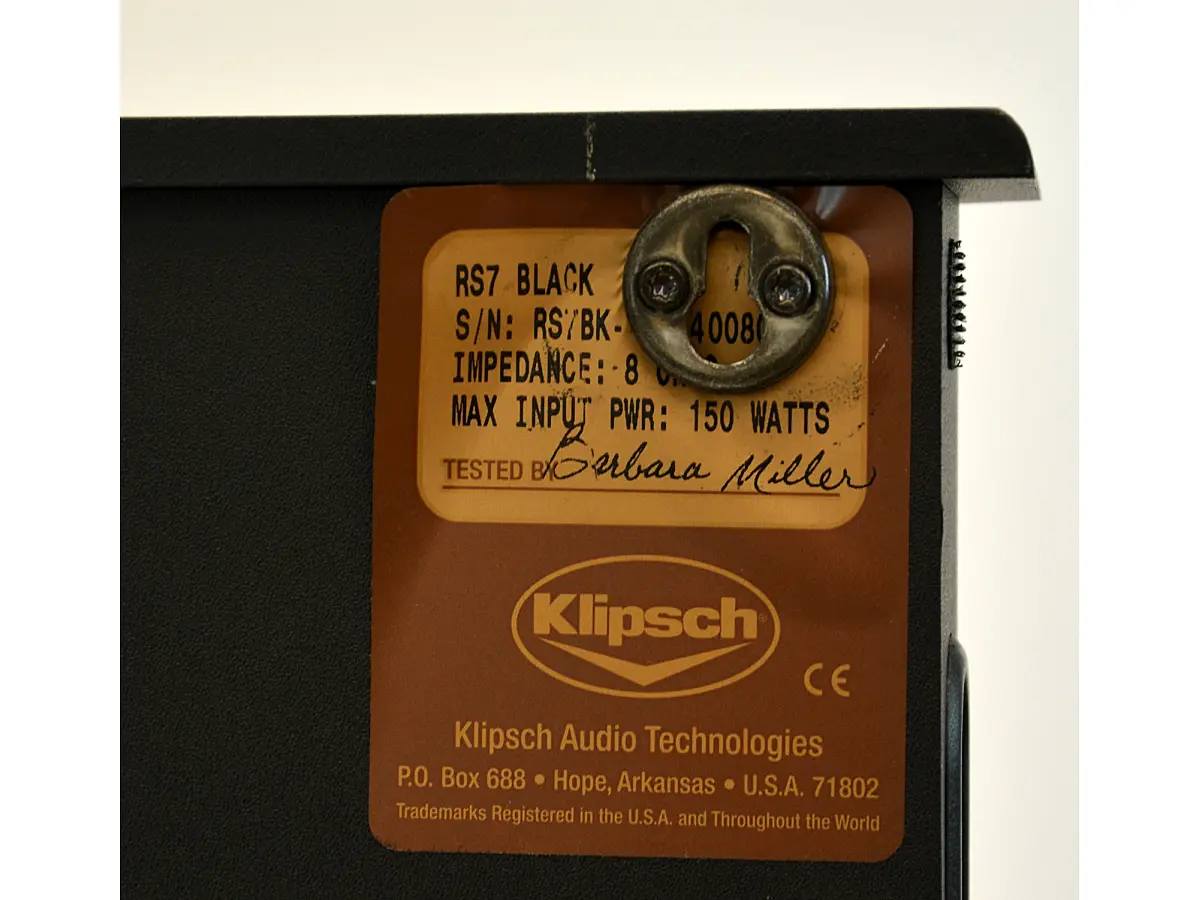 RS7 BLACK
S/N: RS7BK-
IMPEDANCE: 8
MAX INPUT PWR: 150 WATTS
TESTED BY Barbara Miller
Klipsch®
CE
Klipsch Audio Technologies
P.O. Box 688 • Hope, Arkansas • U.S.A. 71802
Trademarks Registered in the U.S.A. and Throughout the World